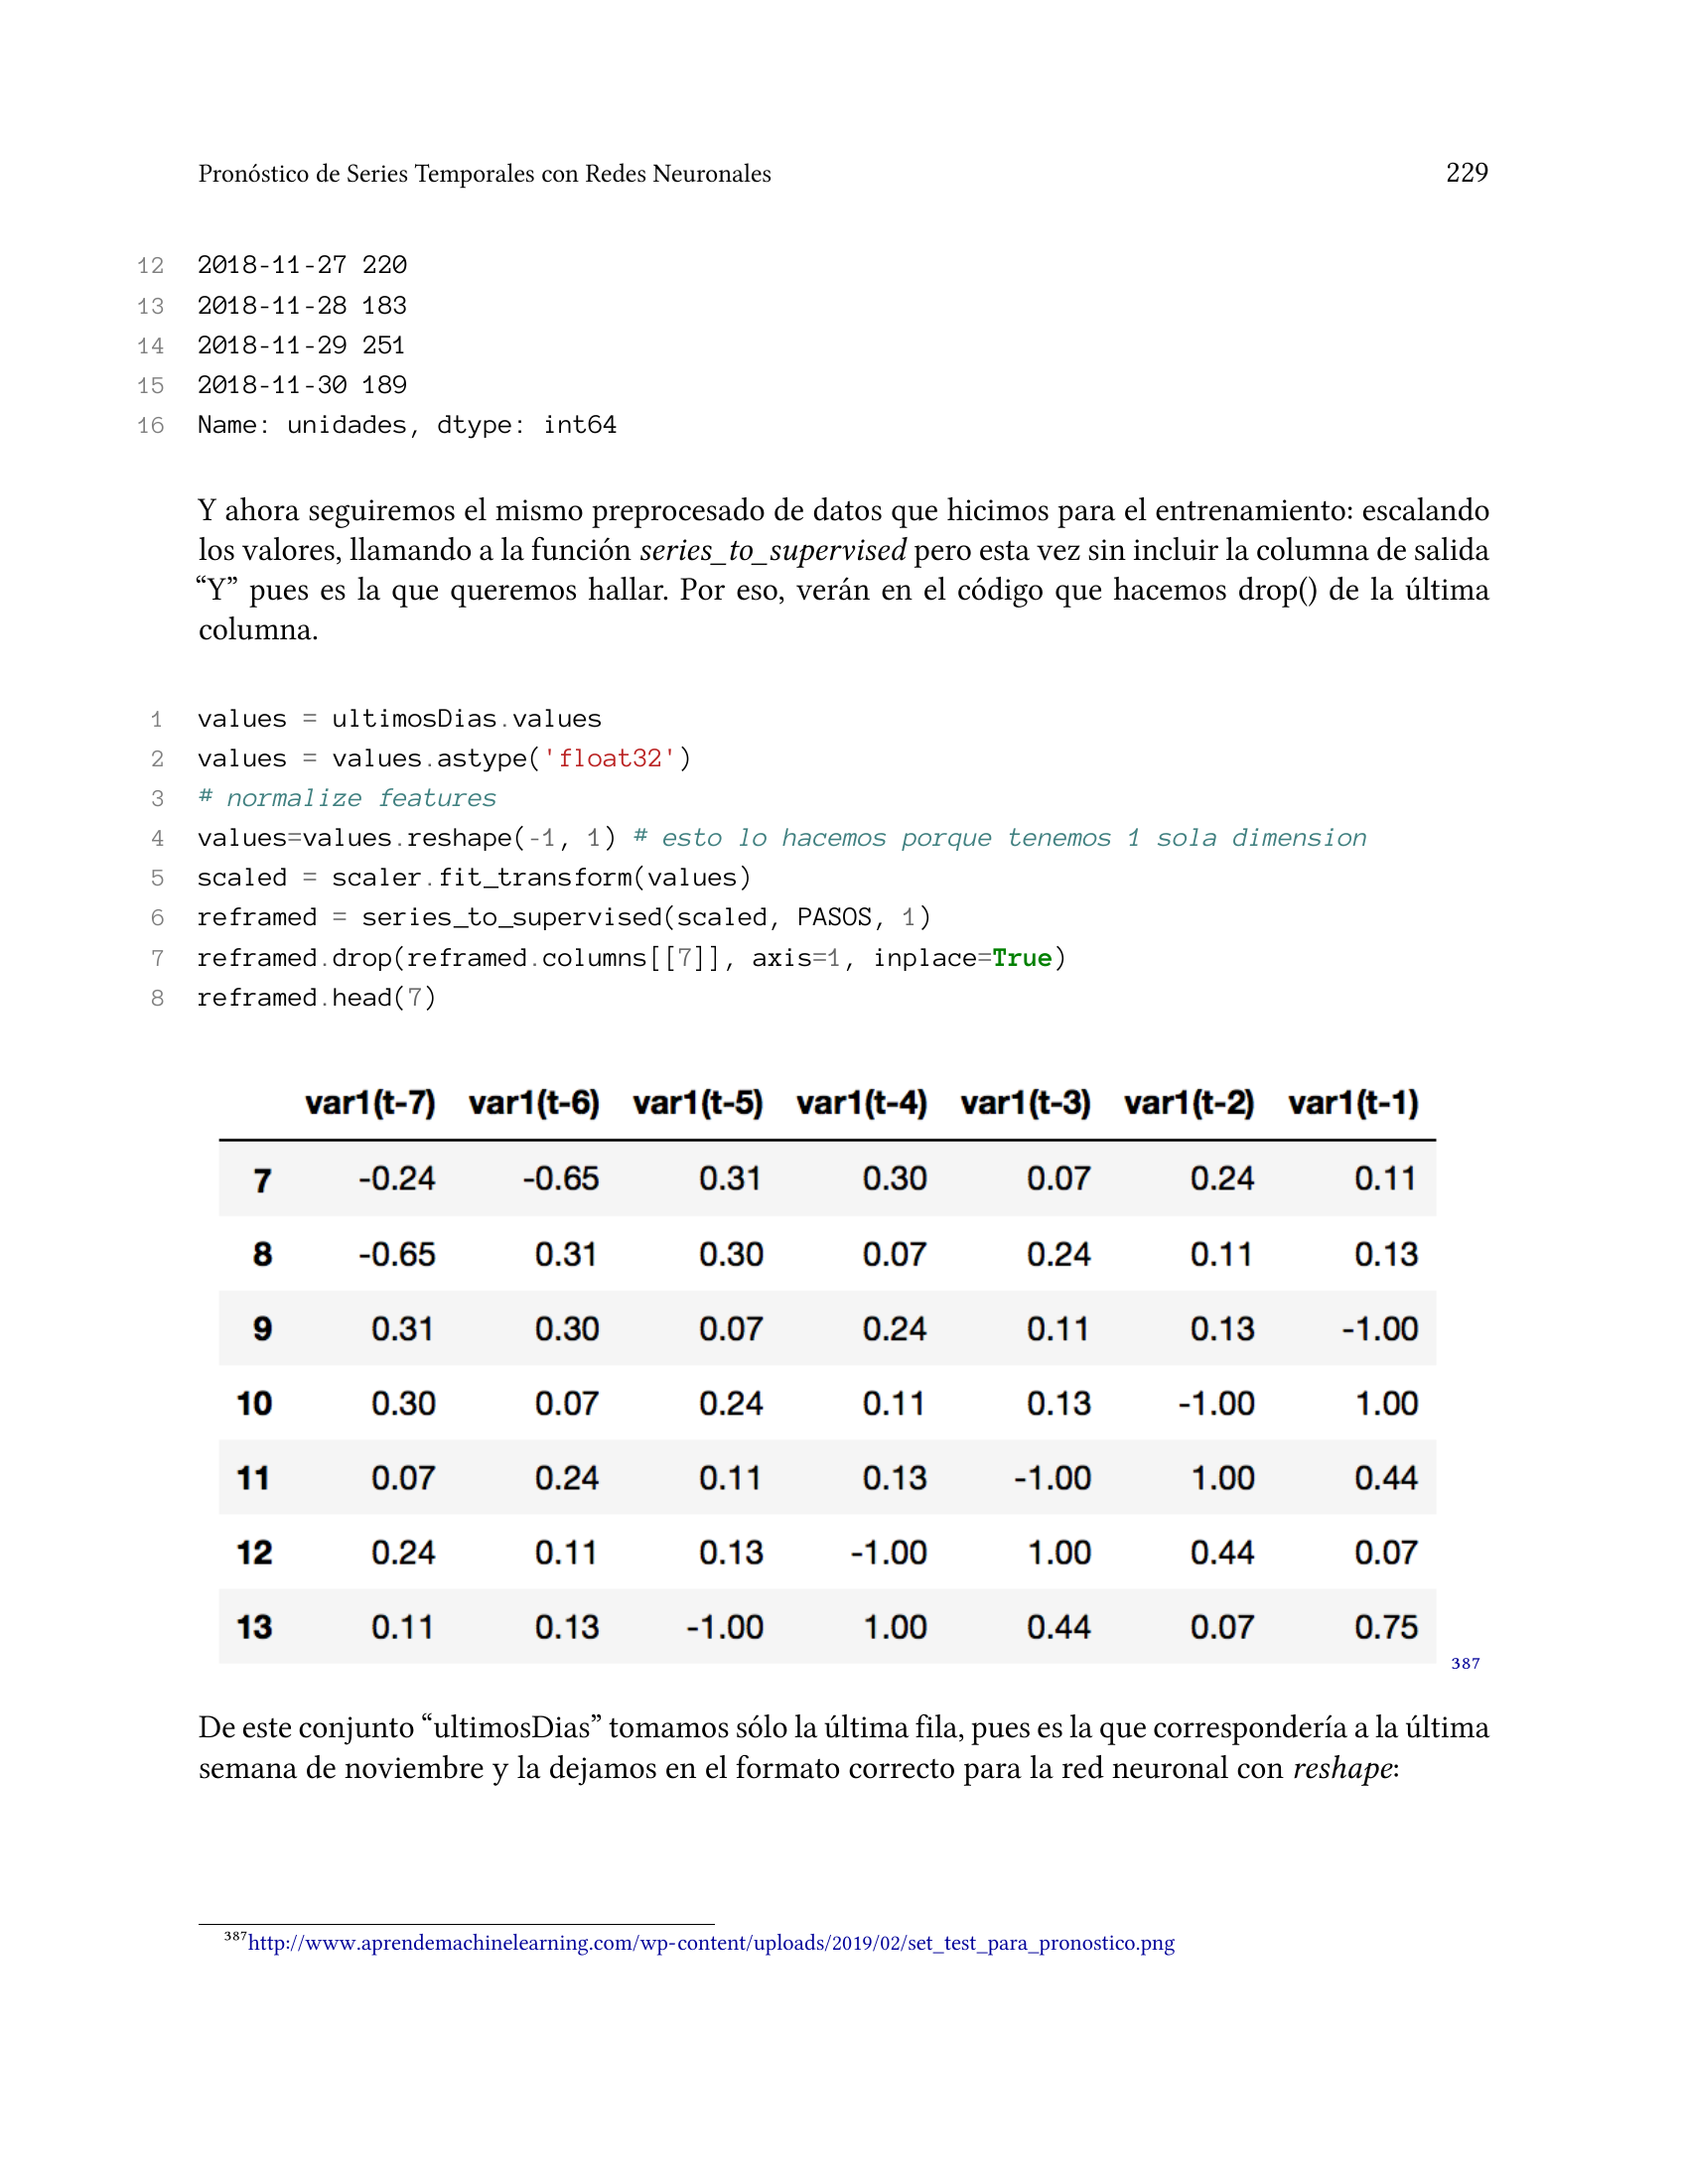 Pronóstico de Series Temporales con Redes Neuronales 229
12 2018-11-27 220
13 2018-11-28 183
14 2018-11-29 251
15 2018-11-30 189
16 Name: unidades, dtype: int64
Y ahora seguiremos el mismo preprocesado de datos que hicimos para el entrenamiento: escalando
los valores, llamando a la función series_to_supervised pero esta vez sin incluir la columna de salida
“Y” pues es la que queremos hallar. Por eso, verán en el código que hacemos drop() de la última
columna.
1 values = ultimosDias.values
2 values = values.astype('float32')
3 # normalize features
4 values=values.reshape(-1, 1) # esto lo hacemos porque tenemos 1 sola dimension
5 scaled = scaler.fit_transform(values)
6 reframed = series_to_supervised(scaled, PASOS, 1)
7 reframed.drop(reframed.columns[[7]], axis=1, inplace=True)
8 reframed.head(7)
var1(t-7) var1(t-6) var1(t-5) var1(t-4) var1(t-3) var1(t-2) var1(t-1)
7 -0.24 -0.65 0.31 0.30 0.07 0.24 0.11
8 -0.65 0.31 0.30 0.07 0.24 0.11 0.13
9 0.31 0.30 0.07 0.24 0.11 0.13 -1.00
10 0.30 0.07 0.24 0.11 0.13 -1.00 1.00
11 0.07 0.24 0.11 0.13 -1.00 1.00 0.44
12 0.24 0.11 0.13 -1.00 1.00 0.44 0.07
13 0.11 0.13 -1.00 1.00 0.44 0.07 0.75
387
De este conjunto “ultimosDias” tomamos sólo la última fila, pues es la que correspondería a la última
semana de noviembre y la dejamos en el formato correcto para la red neuronal con reshape:
387http://www.aprendemachinelearning.com/wp-content/uploads/2019/02/set_test_para_pronostico.png